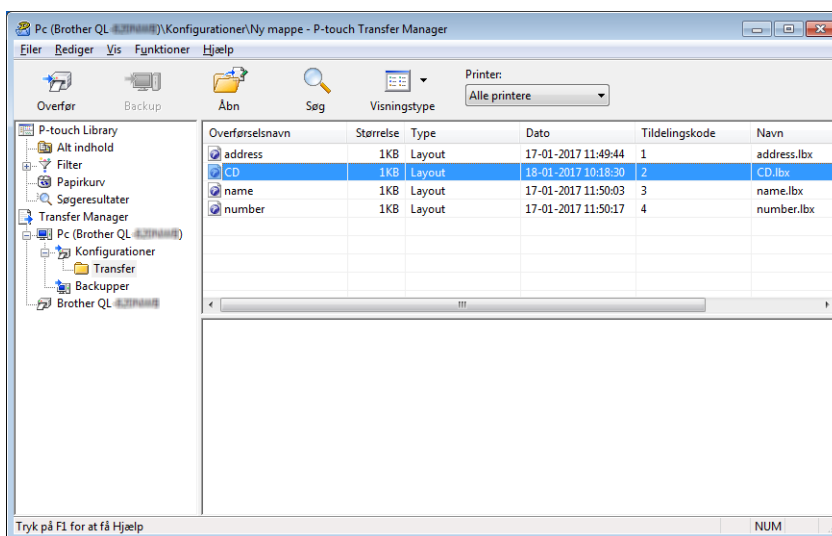 Pc (Brother QL )\Konfigurationer\Ny mappe - P-touch Transfer Manager
Filer Rediger Vis Funktioner Hjælp
Overfør Backup Åbn Søg Visningstype
Printer:
Alle printere
P-touch Library
Alt indhold
Filter
Papirkurv
Søgeresultater
Transfer Manager
Pc (Brother QL )
Konfigurationer
Transfer
Backupper
Brother QL
Overførselsnavn Størrelse Type Dato Tildelingskode Navn
address 1KB Layout 17-01-2017 11:49:44 1 address.lbx
CD 1KB Layout 18-01-2017 10:18:30 2 CD.lbx
name 1KB Layout 17-01-2017 11:50:03 3 name.lbx
number 1KB Layout 17-01-2017 11:50:17 4 number.lbx
Tryk på F1 for at få Hjælp NUM